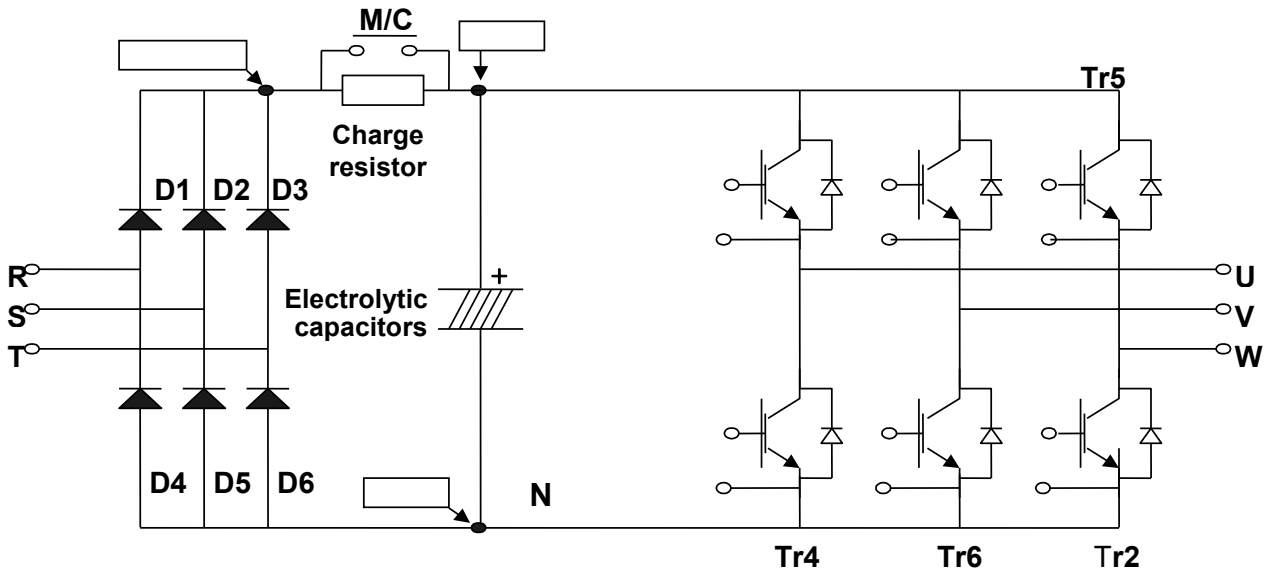 M/C
Tr5
Charge
resistor
D1 D2 D3
R
S
T
+
Electrolytic
capacitors
U
V
W
D4 D5 D6
N
Tr4 Tr6 Tr2